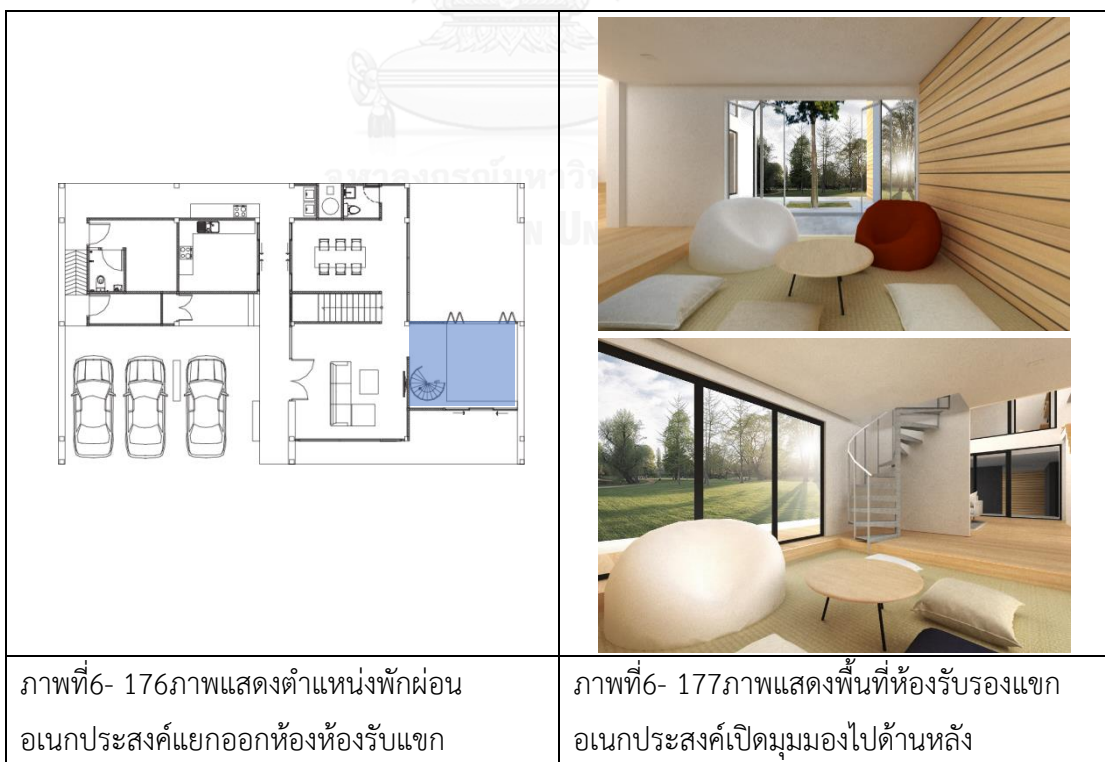 ภาพที่6- 176ภาพแสดงตำแหน่งพักผ่อน
อเนกประสงค์แยกออกห้องห้องรับแขก
ภาพที่6- 177ภาพแสดงพื้นที่ห้องรับรองแขก
อเนกประสงค์เปิดมุมมองไปด้านหลัง